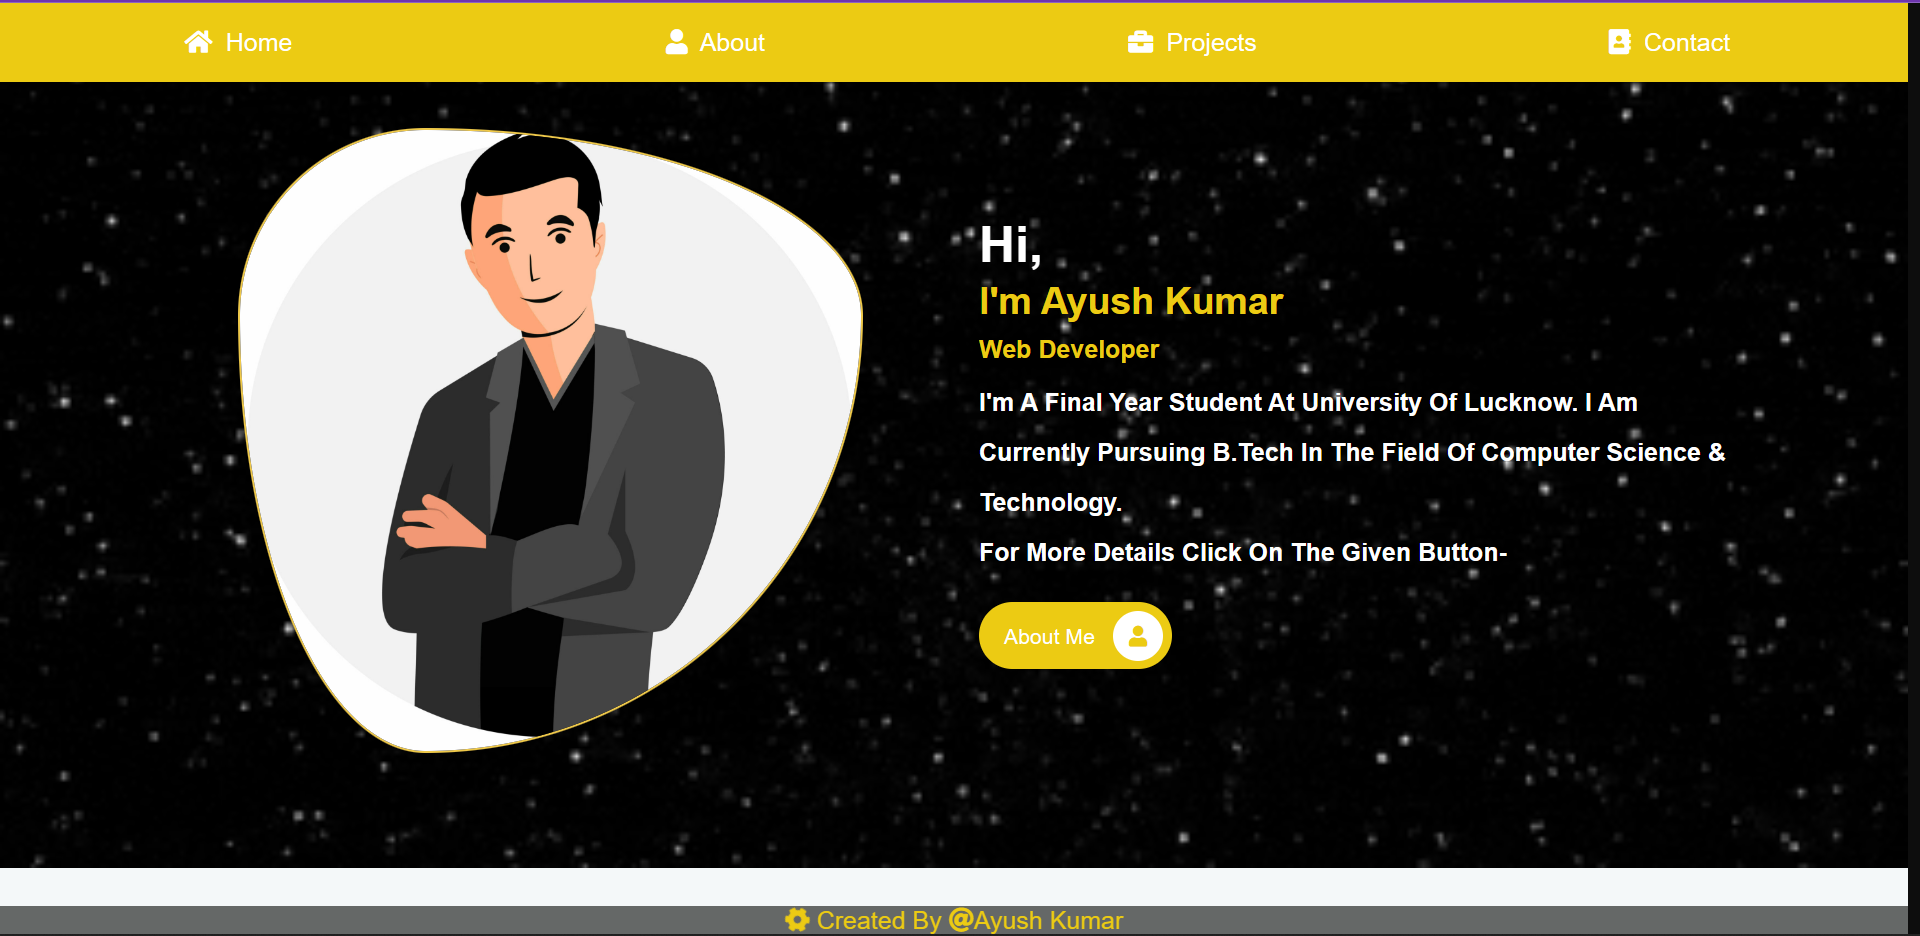 Home
About
Projects
Contact
Hi,
I'm Ayush Kumar
Web Developer
I'm A Final Year Student At University Of Lucknow. I Am
Currently Pursuing B.Tech In The Field Of Computer Science &
Technology.
For More Details Click On The Given Button-
About Me
Created By @Ayush Kumar